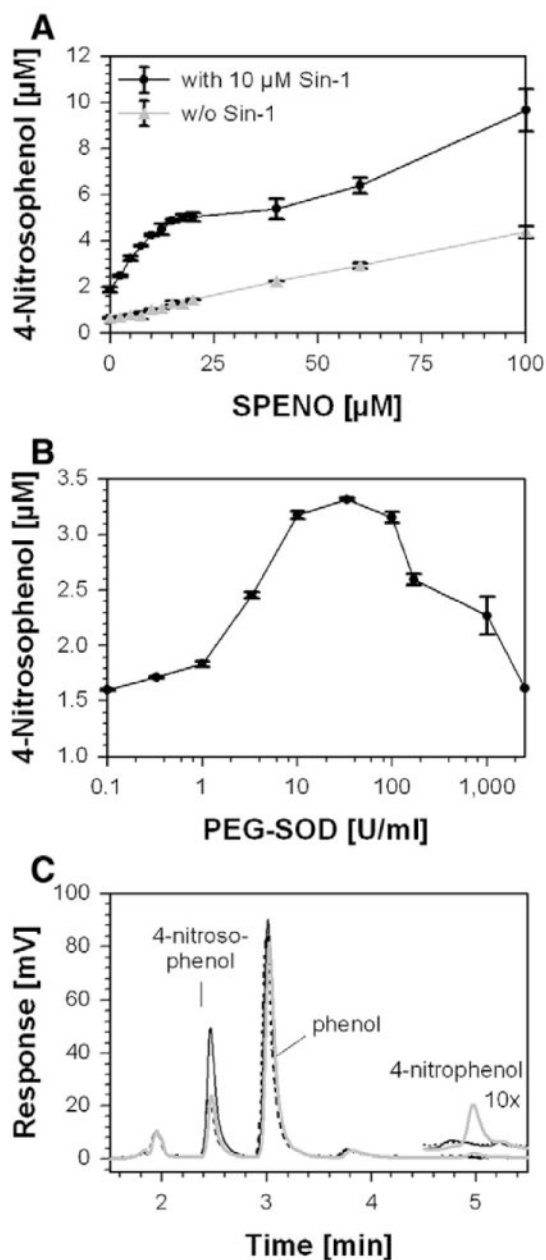 A
4-Nitrosophenol [µM]
12
10
8
6
4
2
0
with 10 µM Sin-1
w/o Sin-1
0 25 50 75 100
SPENO [µM]
B
4-Nitrosophenol [µM]
3.5
3.0
2.5
2.0
1.5
1.0
0.1 1 10 100 1,000
PEG-SOD [U/ml]
C
Response [mV]
100
80
60
40
20
0
4-nitroso-
phenol
phenol
4-nitrophenol
10x
2 3 4 5
Time [min]